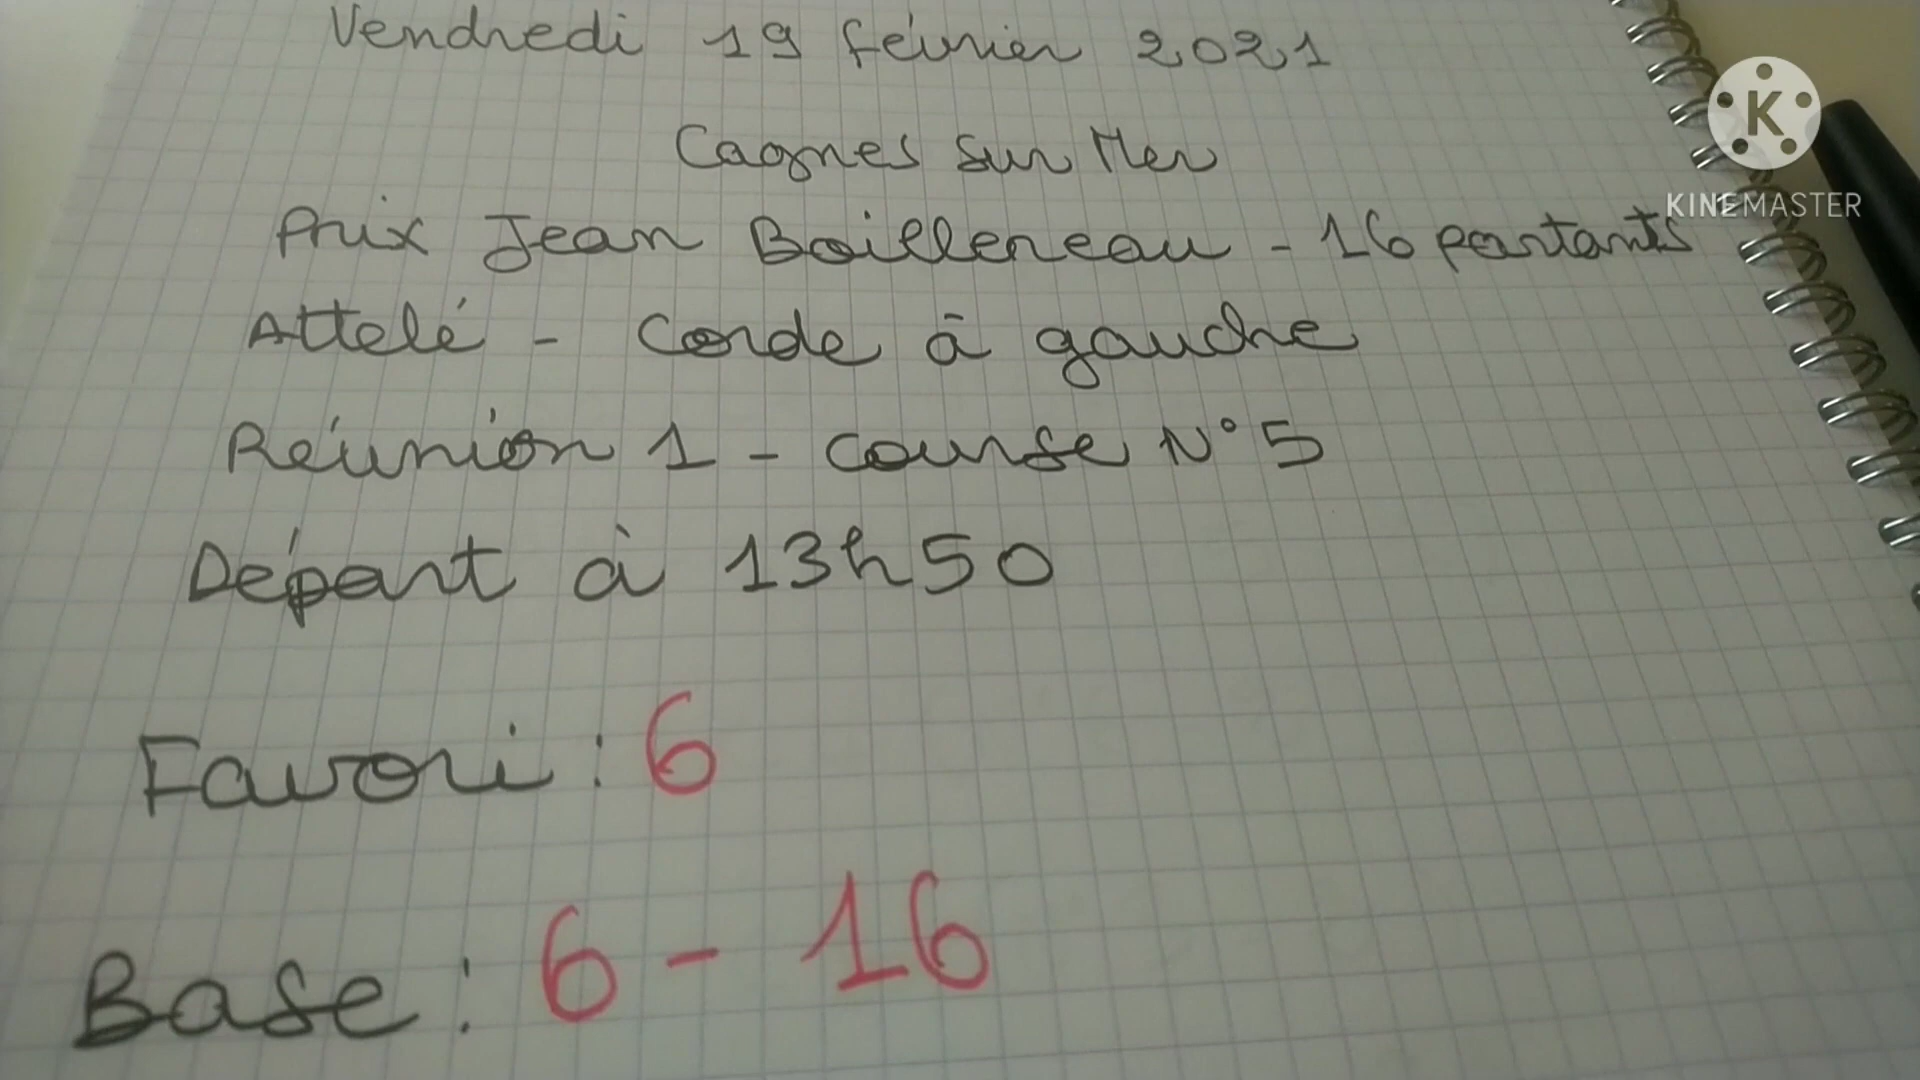 Vendredi 19 février 2021
Cagnes sur Mer
Prix Jean Boillereau - 16 partants
Attelé - Corde à gauche
Réunion 1 - course N°5
Départ à 13h50
Favori : 6
Base : 6 - 16
K
KINEMASTER